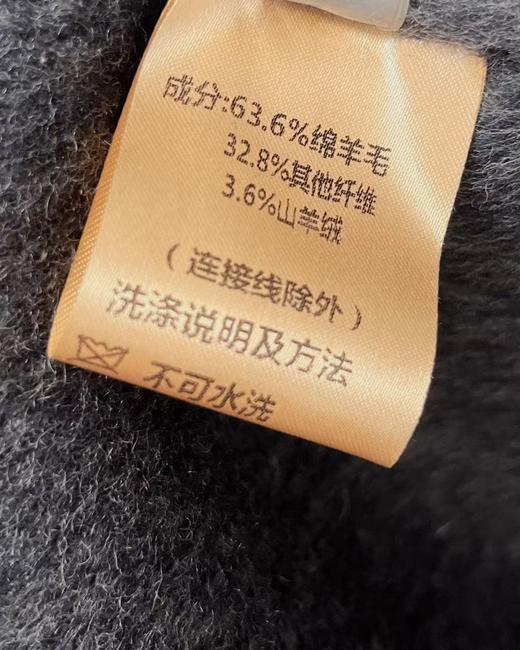 成分:63.6%绵羊毛
32.8%其他纤维
3.6%山羊绒
(连接线除外)
洗涤说明及方法
不可水洗